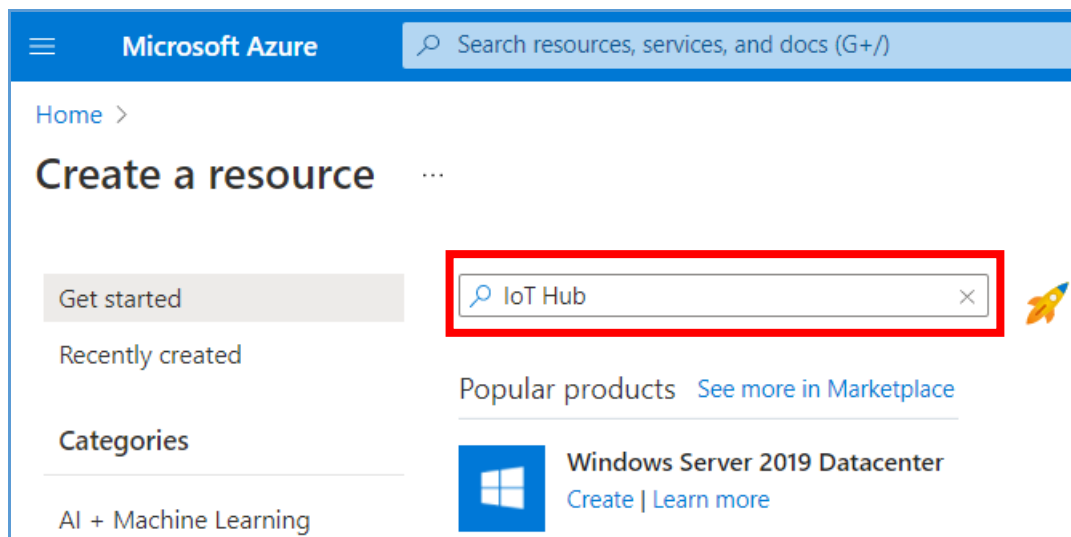 Microsoft Azure
Search resources, services, and docs (G+/)
Home >
Create a resource ...
Get started
Recently created
Categories
AI + Machine Learning
IoT Hub
Popular products See more in Marketplace
Windows Server 2019 Datacenter
Create | Learn more